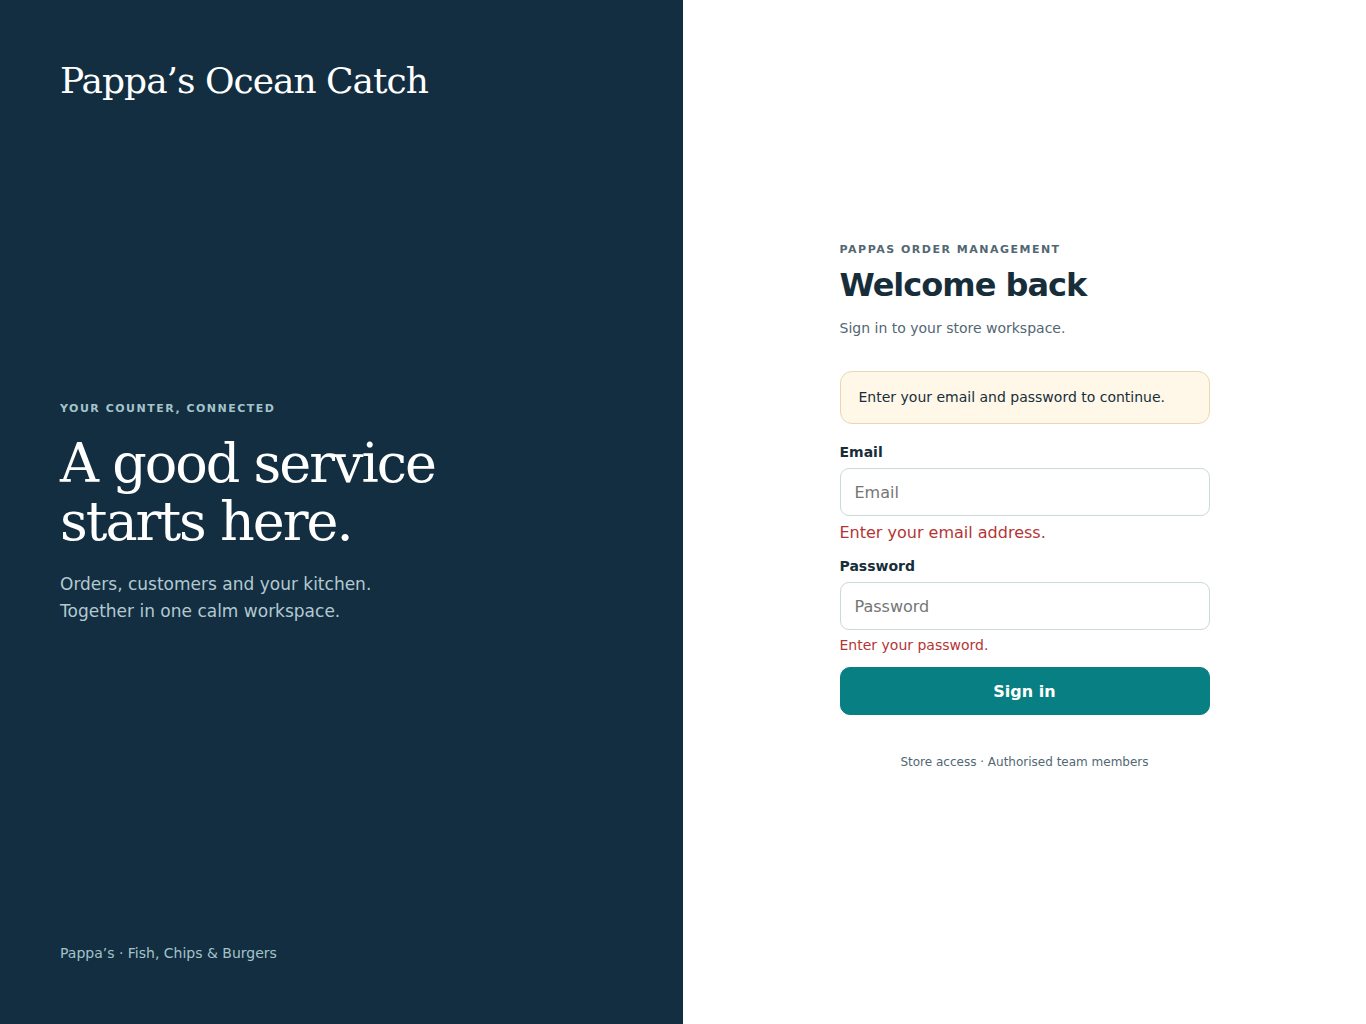 Pappa’s Ocean Catch
YOUR COUNTER, CONNECTED
A good service
starts here.
Orders, customers and your kitchen.
Together in one calm workspace.
Pappa’s · Fish, Chips & Burgers
PAPPAS ORDER MANAGEMENT
Welcome back
Sign in to your store workspace.
Enter your email and password to continue.
Email
Email
Enter your email address.
Password
Password
Enter your password.
Sign in
Store access · Authorised team members